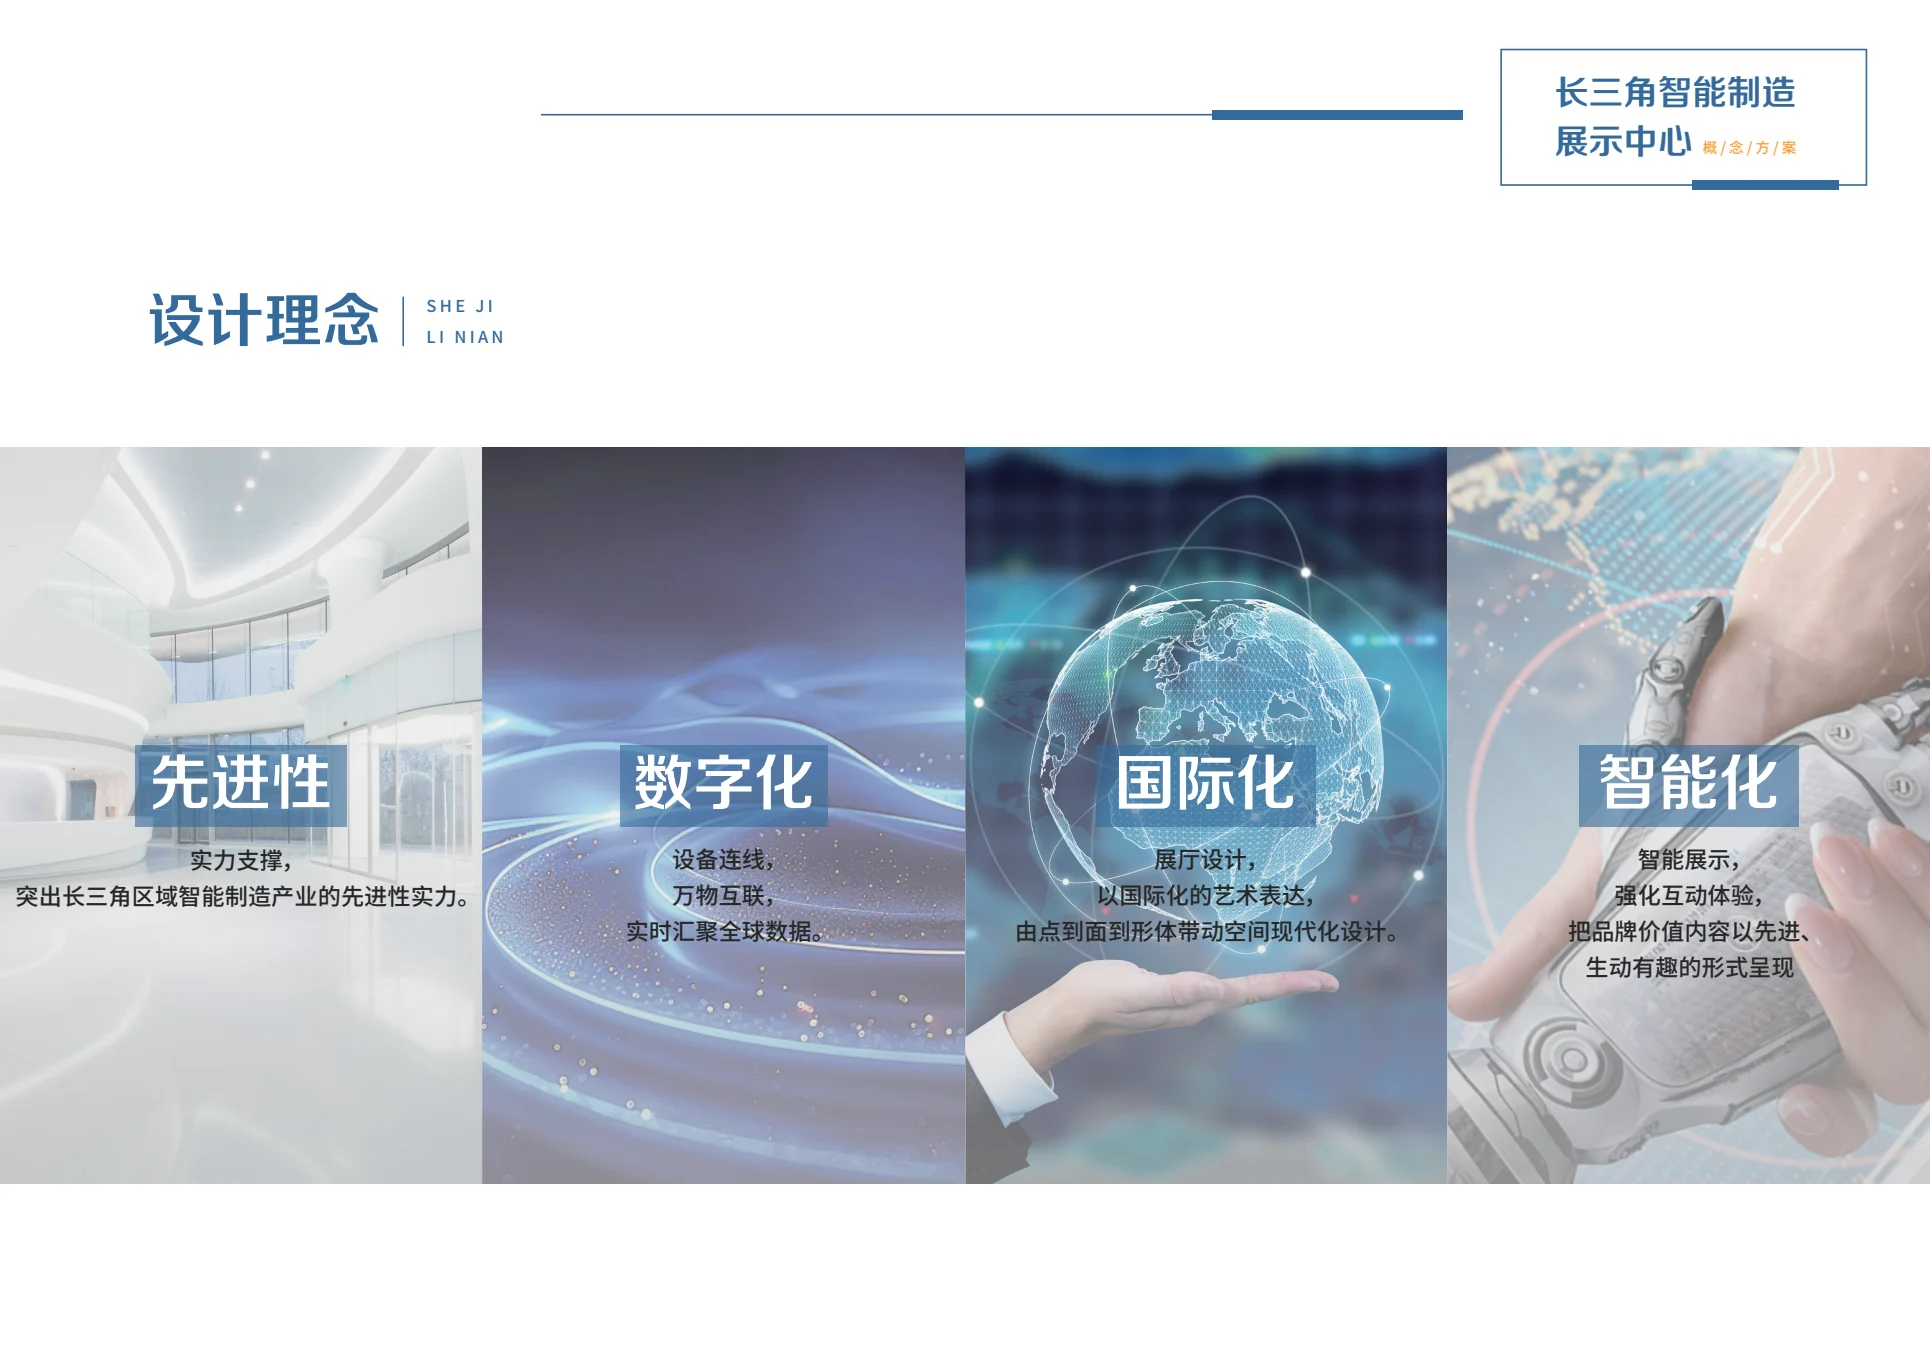 长三角智能制造
展示中心 概/念/方/案
设计理念
SHE JI
LI NIAN
先进性
实力支撑，
突出长三角区域智能制造产业的先进性实力。
数字化
设备连线，
万物互联，
实时汇聚全球数据。
国际化
展厅设计，
以国际化的艺术表达，
由点到面到形体带动空间现代化设计。
智能化
智能展示，
强化互动体验，
把品牌价值内容以先进、
生动有趣的形式呈现